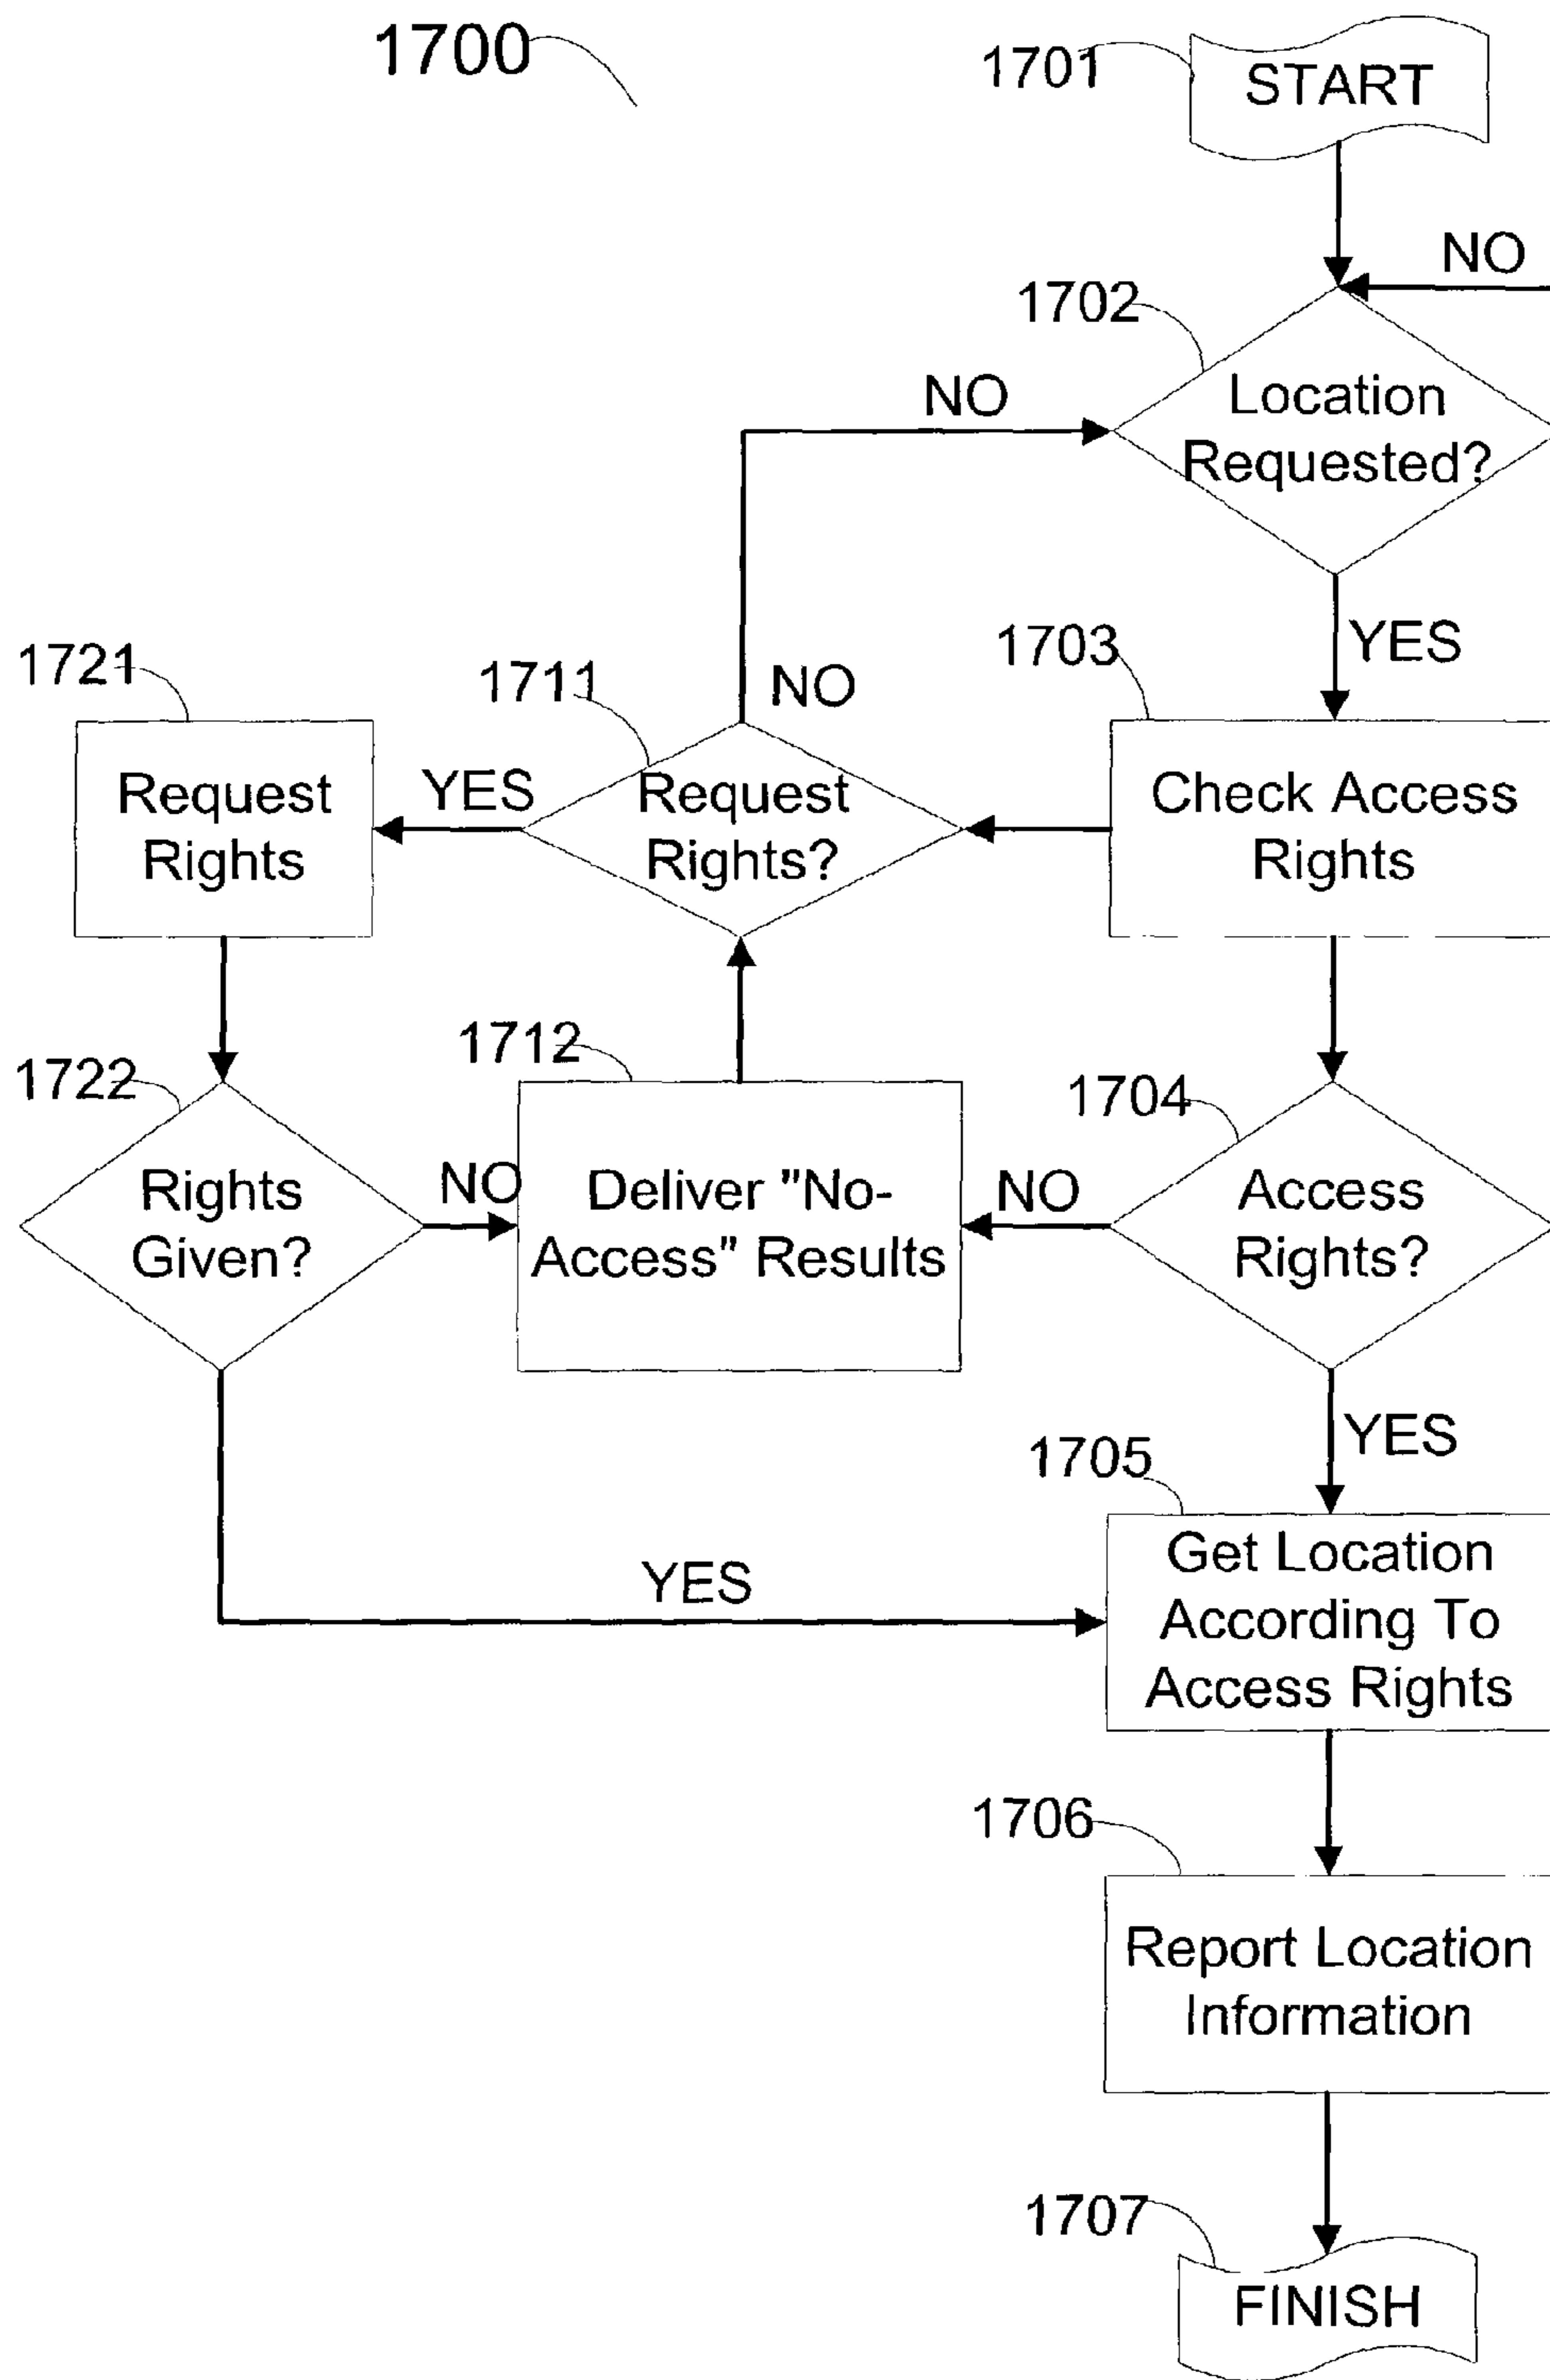 1700
1701
START
NO
1702
Location
Requested?
NO
YES
1721
1711
NO
1703
Request
Rights
YES
Request
Rights?
Check Access
Rights
1722
1712
1704
Rights
Given?
NO
Deliver "No-
Access" Results
NO
Access
Rights?
YES
1705
YES
Get Location
According To
Access Rights
1706
Report Location
Information
1707
FINISH